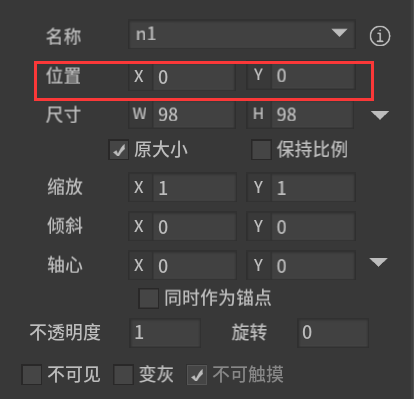 名称 n1
位置 X 0 Y 0
尺寸 W 98 H 98
原大小 保持比例
缩放 X 1 Y 1
倾斜 X 0 Y 0
轴心 X 0 Y 0
同时作为锚点
不透明度 1 旋转 0
不可见 变灰 不可触摸